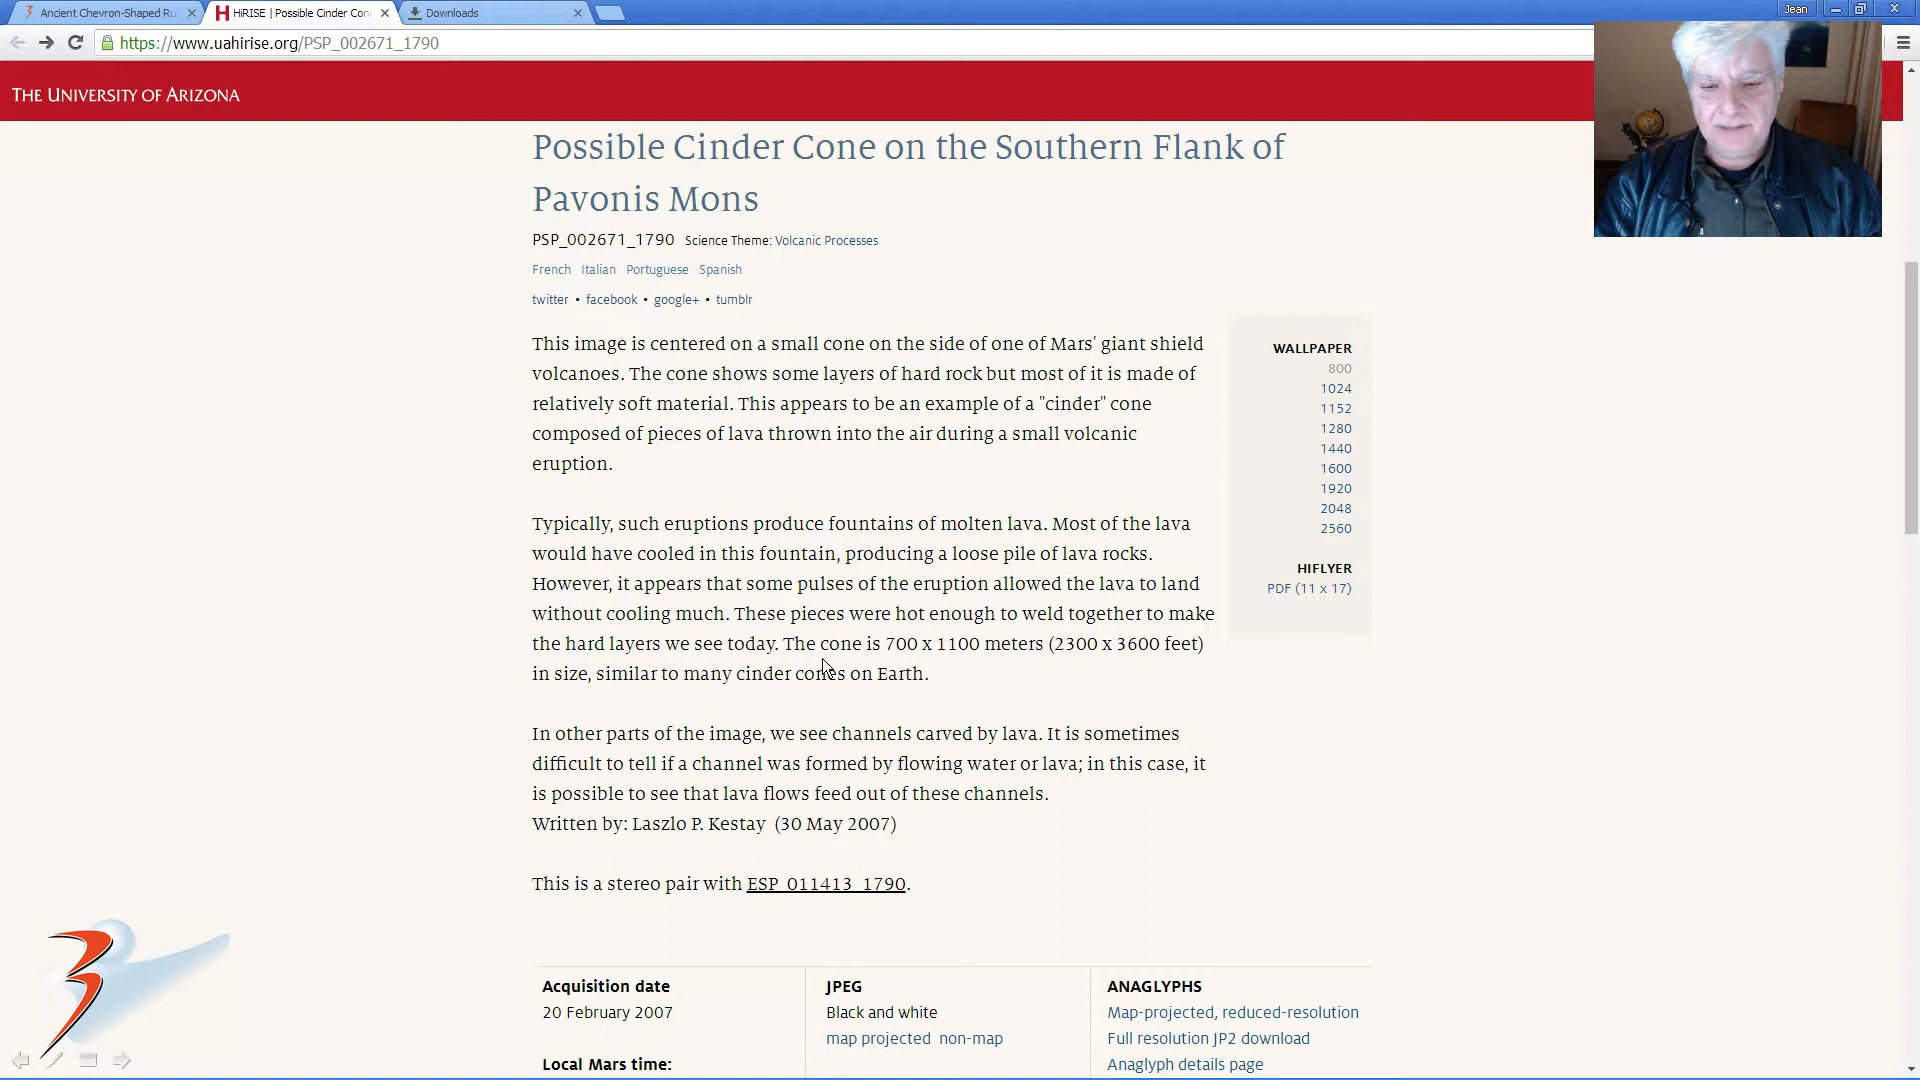 Ancient Chevron-Shaped Ru
HiRISE | Possible Cinder Con
Downloads
Jean
https://www.uahirise.org/PSP_002671_1790
THE UNIVERSITY OF ARIZONA
Possible Cinder Cone on the Southern Flank of
Pavonis Mons
PSP_002671_1790 Science Theme: Volcanic Processes
French Italian Portuguese Spanish
twitter • facebook • google+ • tumblr
This image is centered on a small cone on the side of one of Mars' giant shield
volcanoes. The cone shows some layers of hard rock but most of it is made of
relatively soft material. This appears to be an example of a "cinder" cone
composed of pieces of lava thrown into the air during a small volcanic
eruption.
Typically, such eruptions produce fountains of molten lava. Most of the lava
would have cooled in this fountain, producing a loose pile of lava rocks.
However, it appears that some pulses of the eruption allowed the lava to land
without cooling much. These pieces were hot enough to weld together to make
the hard layers we see today. The cone is 700 x 1100 meters (2300 x 3600 feet)
in size, similar to many cinder cones on Earth.
In other parts of the image, we see channels carved by lava. It is sometimes
difficult to tell if a channel was formed by flowing water or lava; in this case, it
is possible to see that lava flows feed out of these channels.
Written by: Laszlo P. Kestay (30 May 2007)
This is a stereo pair with ESP_011413_1790.
WALLPAPER
800
1024
1152
1280
1440
1600
1920
2048
2560
HIFLYER
PDF (11 x 17)
Acquisition date
20 February 2007
Local Mars time:
JPEG
Black and white
map projected non-map
ANAGLYPHS
Map-projected, reduced-resolution
Full resolution JP2 download
Anaglyph details page